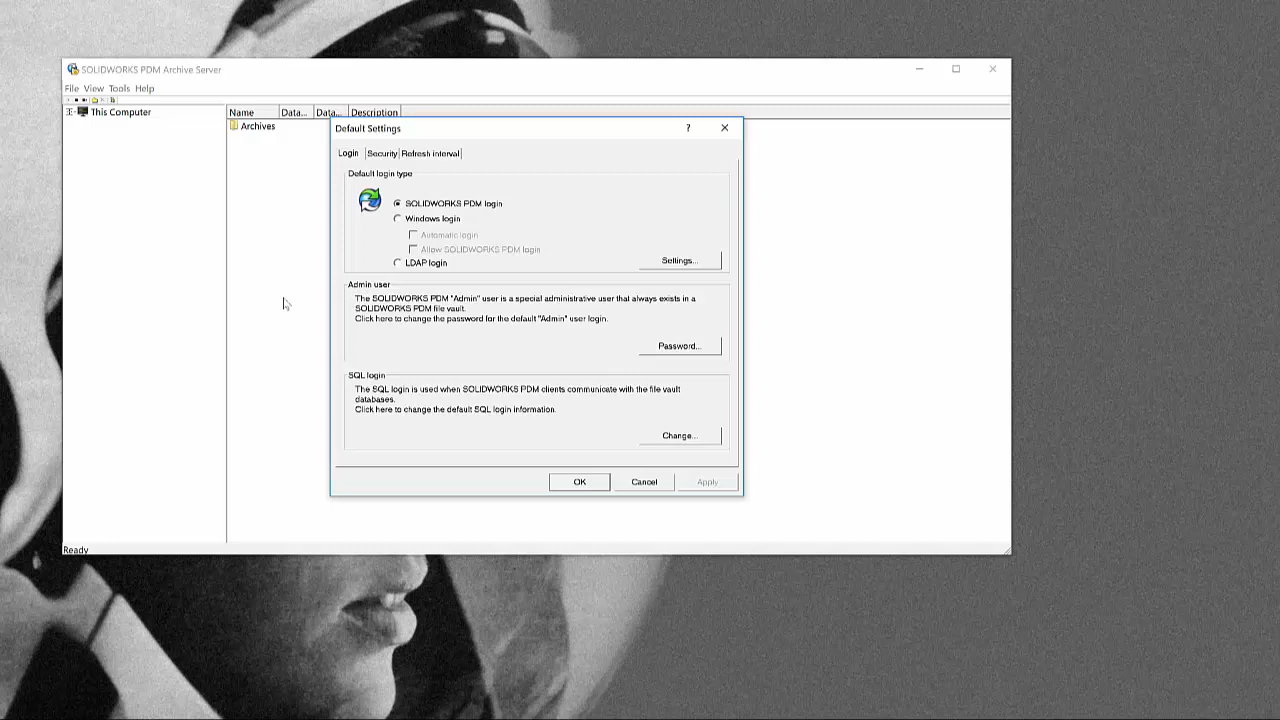 SOLIDWORKS PDM Archive Server
File View Tools Help
This Computer
Name Data... Data... Description
Archives
Default Settings
?
Login Security Refresh interval
Default login type
SOLIDWORKS PDM login
Windows login
Automatic login
Allow SOLIDWORKS PDM login
LDAP login
Settings...
Admin user
The SOLIDWORKS PDM "Admin" user is a special administrative user that always exists in a
SOLIDWORKS PDM file vault.
Click here to change the password for the default "Admin" user login.
Password...
SQL login
The SQL login is used when SOLIDWORKS PDM clients communicate with the file vault
databases.
Click here to change the default SQL login information.
Change...
OK Cancel Apply
Ready